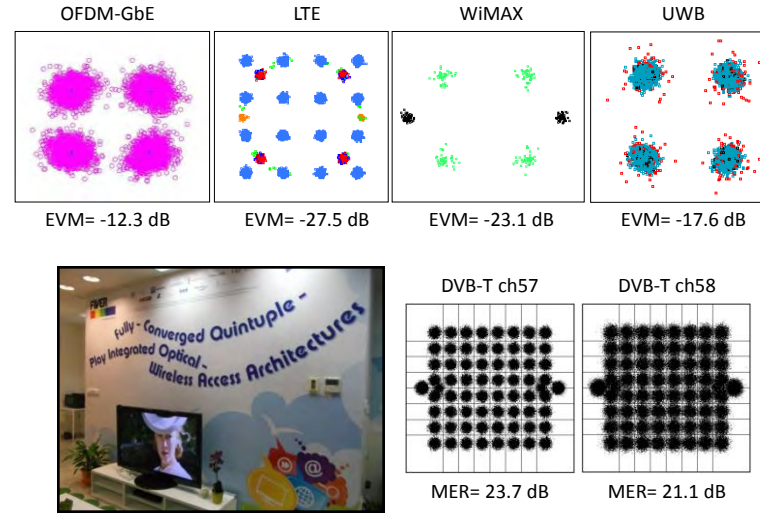 OFDM-GbE
LTE
WiMAX
UWB
EVM= -12.3 dB
EVM= -27.5 dB
EVM= -23.1 dB
EVM= -17.6 dB
FIVER
Fully - Converged Quintuple -
Play Integrated Optical -
Wireless Access Architectures
DVB-T ch57
DVB-T ch58
MER= 23.7 dB
MER= 21.1 dB